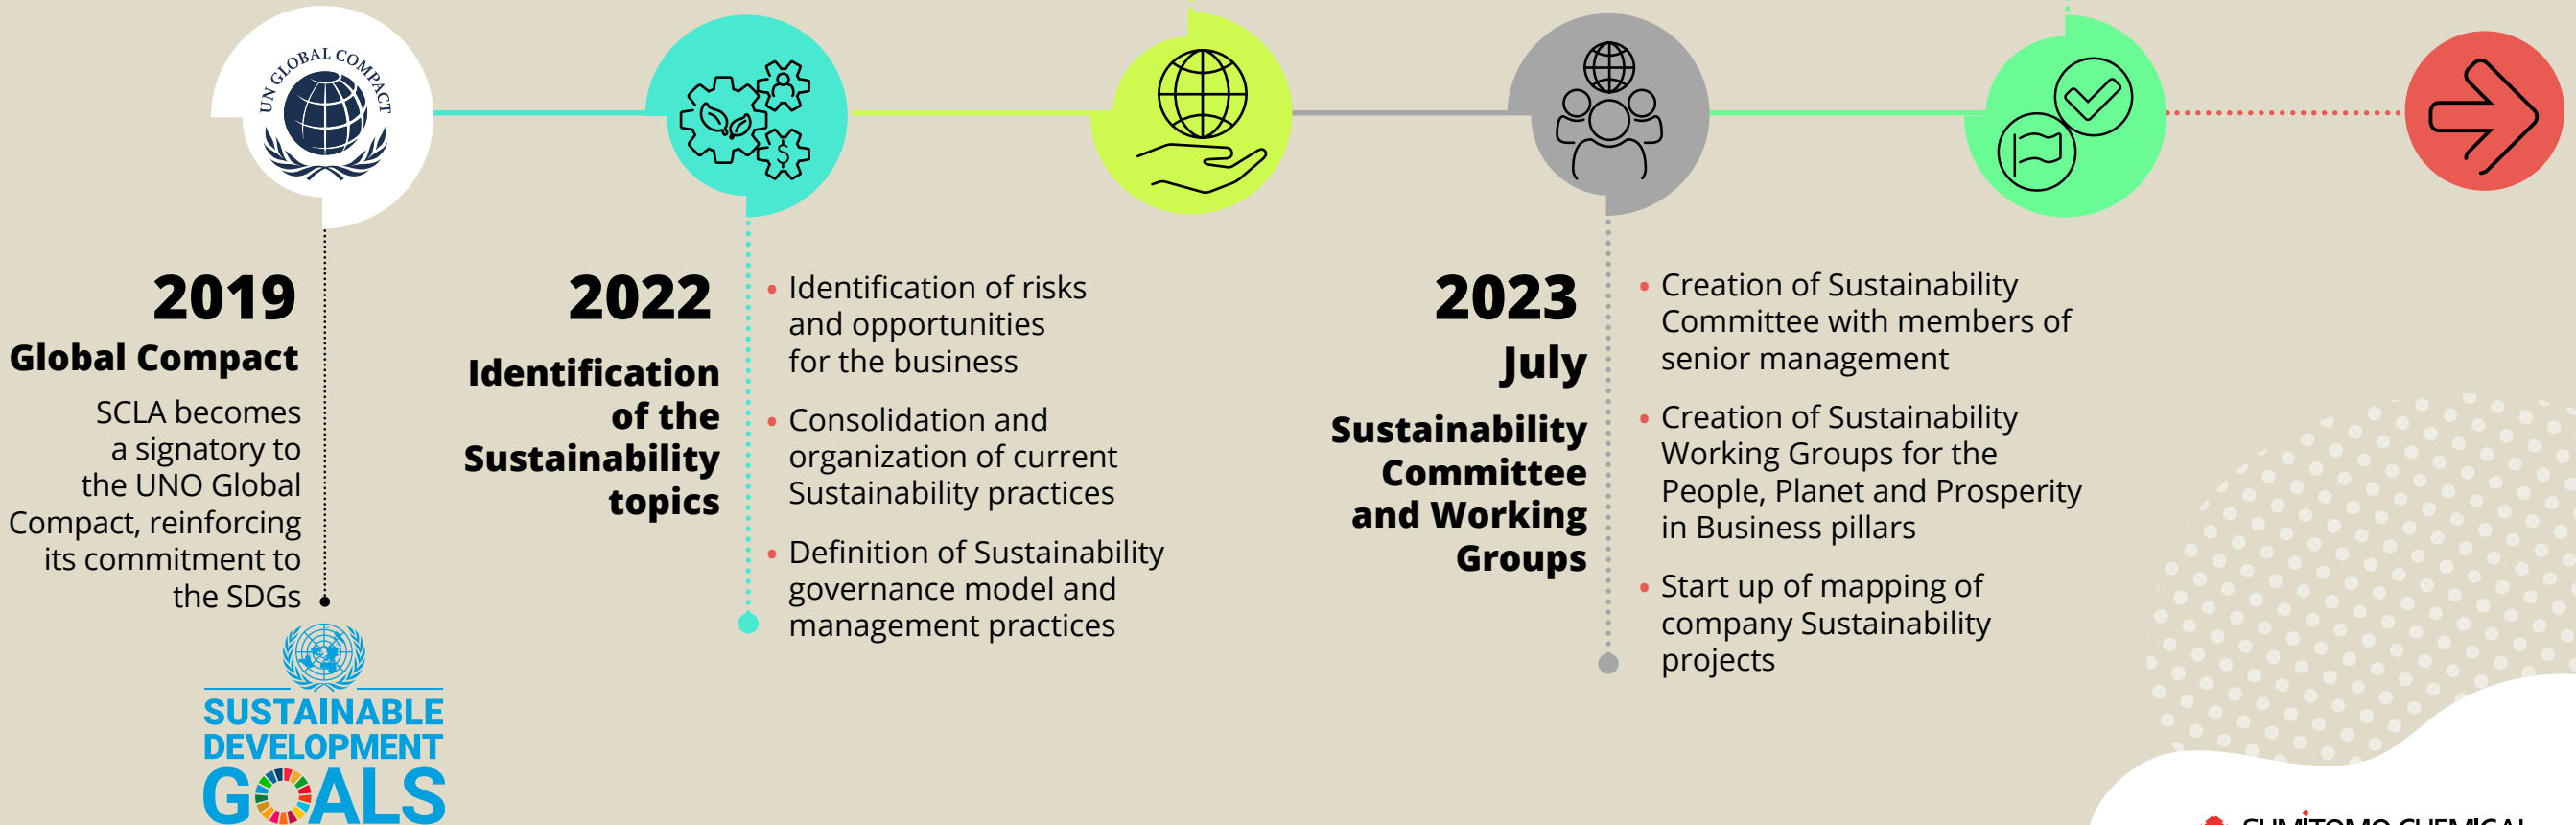 UN GLOBAL COMPACT
2019
Global Compact
SCLA becomes
a signatory to
the UNO Global
Compact, reinforcing
its commitment to
the SDGs
SUSTAINABLE
DEVELOPMENT
GOALS
2022
Identification
of the
Sustainability
topics
• Identification of risks
and opportunities
for the business
• Consolidation and
organization of current
Sustainability practices
• Definition of Sustainability
governance model and
management practices
2023
July
Sustainability
Committee
and Working
Groups
• Creation of Sustainability
Committee with members of
senior management
• Creation of Sustainability
Working Groups for the
People, Planet and Prosperity
in Business pillars
• Start up of mapping of
company Sustainability
projects
SUMITOMO CHEMICAL